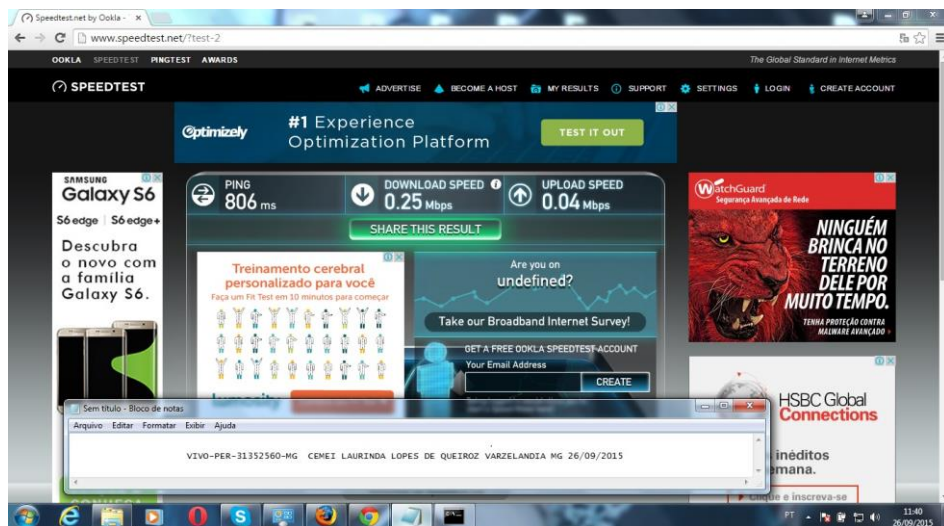 Speedtest.net by Ookla -
www.speedtest.net/?test-2
OOKLA SPEEDTEST PINGTEST AWARDS
The Global Standard in Internet Metrics
SPEEDTEST
ADVERTISE BECOME A HOST MY RESULTS SUPPORT SETTINGS LOGIN CREATE ACCOUNT
Optimizely
#1 Experience
Optimization Platform
TEST IT OUT
SAMSUNG
Galaxy S6
S6 edge S6 edge+
Descubra
o novo com
a família
Galaxy S6.
PING
806 ms
DOWNLOAD SPEED
0.25 Mbps
UPLOAD SPEED
0.04 Mbps
SHARE THIS RESULT
Treinamento cerebral
personalizado para você
Faça um Fit Test em 10 minutos para começar
Are you on
undefined?
Take our Broadband Internet Survey!
GET A FREE OOKLA SPEEDTEST ACCOUNT
Your Email Address
CREATE
WatchGuard
Segurança Avançada de Rede
NINGUÉM
BRINCA NO
TERRENO
DELE POR
MUITO TEMPO.
TENHA PROTEÇÃO CONTRA
MALWARE AVANÇADO
HSBC Global
Connections
inéditos
emana.
Clique e inscreva-se
Sem título - Bloco de notas
Arquivo Editar Formatar Exibir Ajuda
VIVO-PER-31352560-MG CEMEI LAURINDA LOPES DE QUEIROZ VARZELANDIA MG 26/09/2015
PT
11:40
26/09/2015